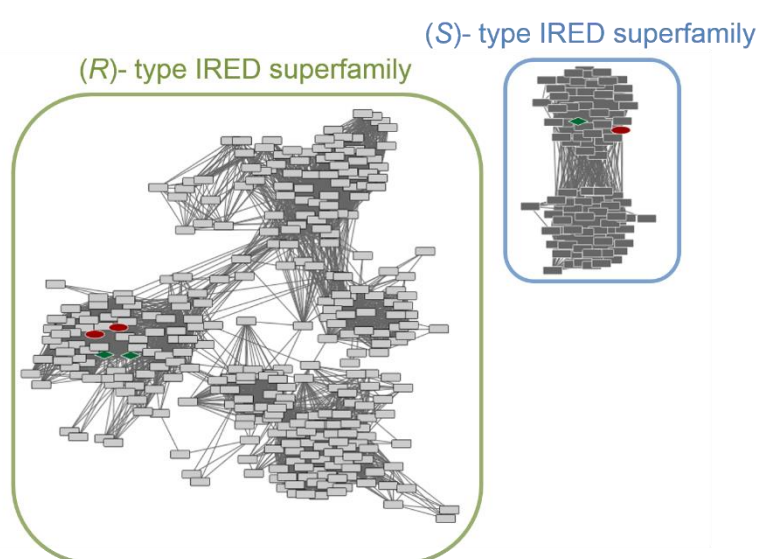 (S)- type IRED superfamily
(R)- type IRED superfamily